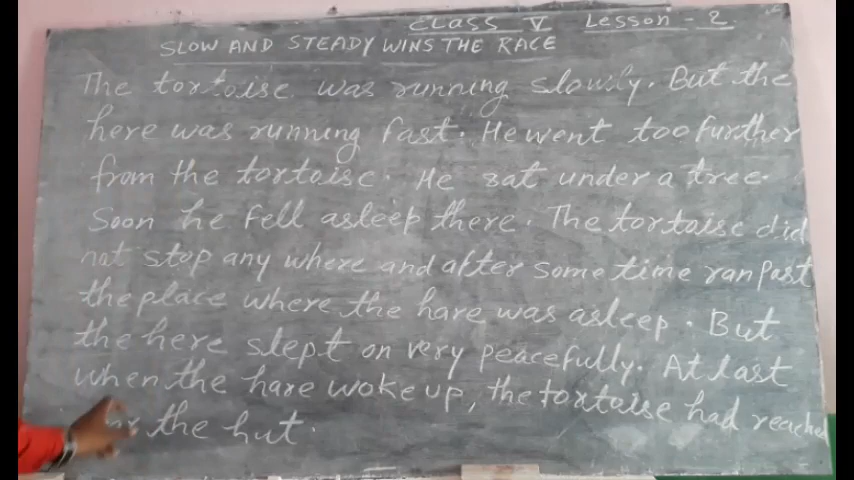 CLASS V Lesson - 2.
SLOW AND STEADY WINS THE RACE
The tortoise was running slowly. But the
here was running fast. He went too further
from the tortoise. He sat under a tree.
Soon he fell asleep there. The tortoise did
not stop any where and after some time ran past
the place where the hare was asleep. But
the here slept on very peacefully. At last
when the hare woke up, the tortoise had reached
the hut.